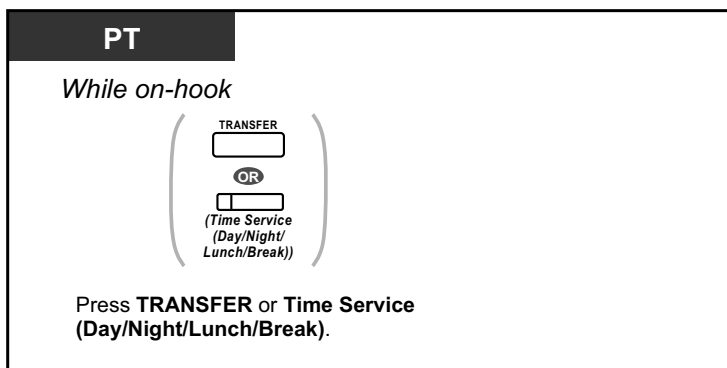 PT
While on-hook
TRANSFER
OR
(Time Service
(Day/Night/
Lunch/Break))
Press TRANSFER or Time Service
(Day/Night/Lunch/Break).